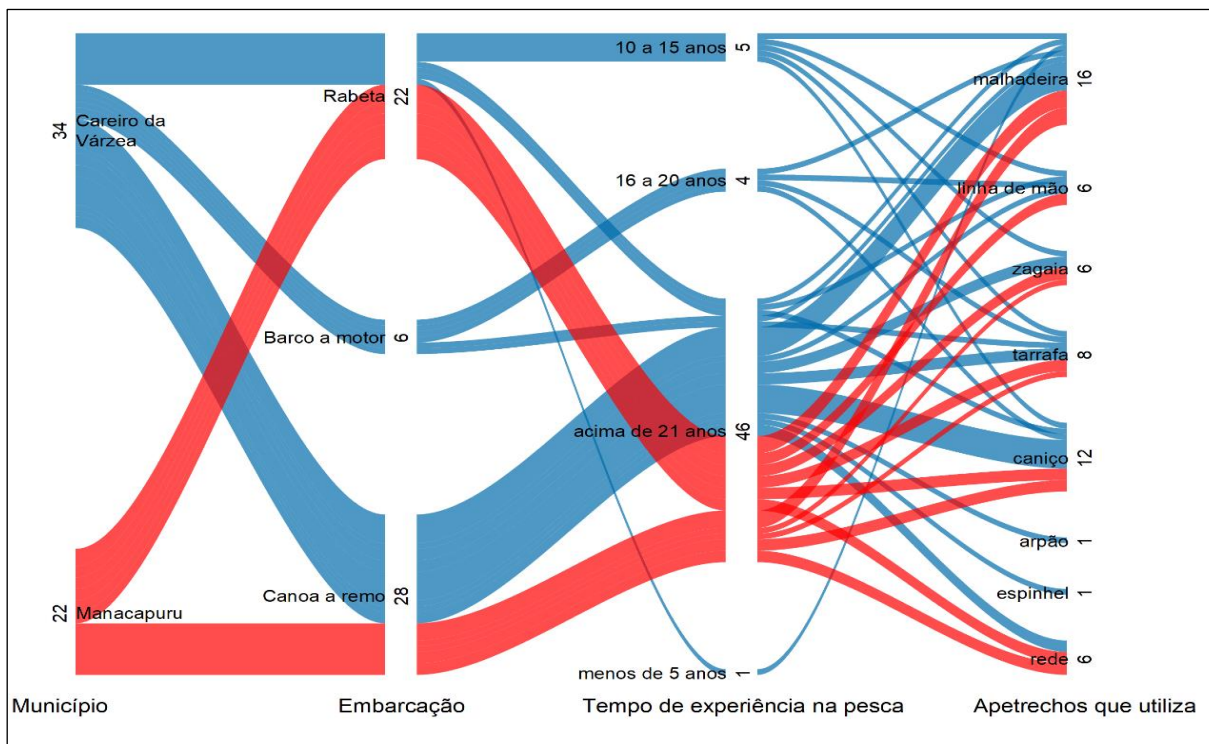 10 a 15 anos 5
malhadeira 16
Rabeta 22
34 Careiro da
Várzea
16 a 20 anos 4
linha de mão 6
zagaia 6
Barco a motor 6
tarrafa 8
acima de 21 anos 46
caniço 12
arpão 1
Canoa a remo 28
espinhel 1
22 Manacapuru
rede 6
menos de 5 anos 1
Município Embarcação Tempo de experiência na pesca Apetrechos que utiliza